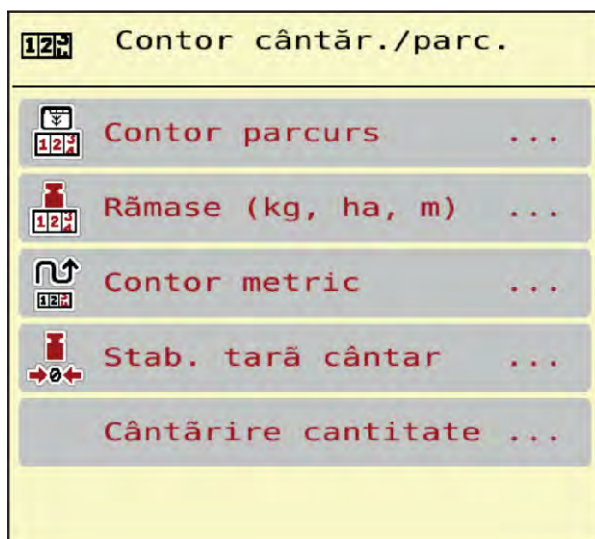 Contor cântăr./parc.
Contor parcurs ...
Rămase (kg, ha, m) ...
Contor metric ...
Stab. tară cântar ...
Cântărire cantitate ...